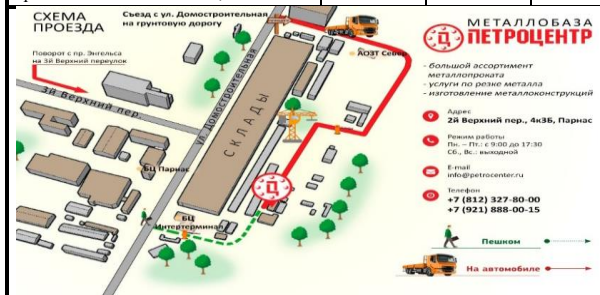 СХЕМА
ПРОЕЗДА
Съезд с ул. Домостроительная
на грунтовую дорогу
Поворот с пр. Энгельса
на 3й Верхний переулок
3й Верхний пер.
ул. Домостроительная
СКЛАДЫ
АОЗТ Север
БЦ Парнас
БЦ
Интертерминал
МЕТАЛЛОБАЗА
ПЕТРОЦЕНТР
- большой ассортимент
металлопроката
- услуги по резке металла
- изготовление металлоконструкций
Адрес
2й Верхний пер., 4к3Б, Парнас
Режим работы
Пн. – Пт.: с 9:00 до 17:30
Сб., Вс.: выходной
E-mail
info@petrocenter.ru
Телефон
+7 (812) 327-80-00
+7 (921) 888-00-15
Пешком
На автомобиле